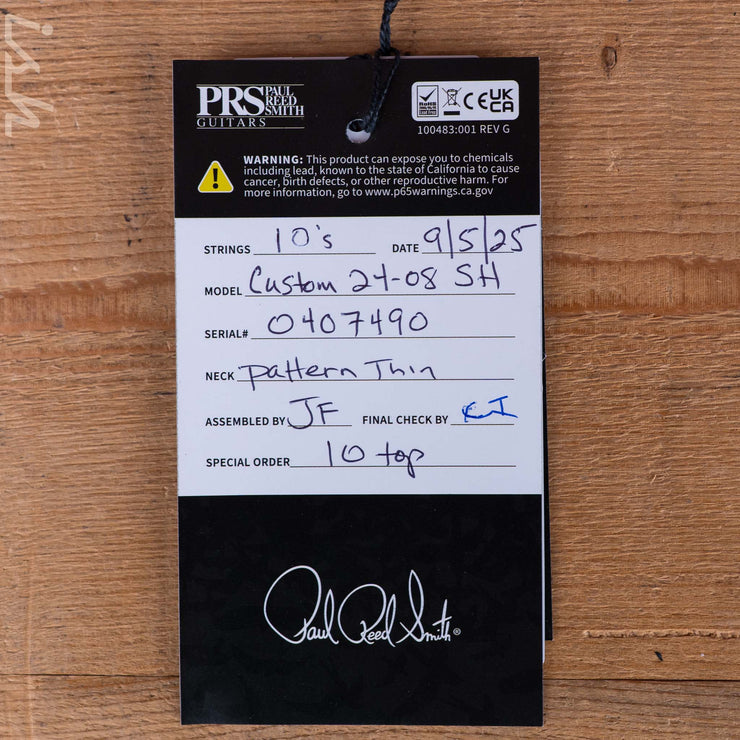 PRS PAUL REED SMITH
GUITARS
RoHS CE UK CA
100483:001 REV G
WARNING: This product can expose you to chemicals
including lead, known to the state of California to cause
cancer, birth defects, or other reproductive harm. For
more information, go to www.p65warnings.ca.gov
STRINGS 10's DATE 9/5/25
MODEL Custom 24-08 SH
SERIAL# 0407490
NECK pattern Thin
ASSEMBLED BY JF FINAL CHECK BY
SPECIAL ORDER 10 top
Paul Reed Smith®